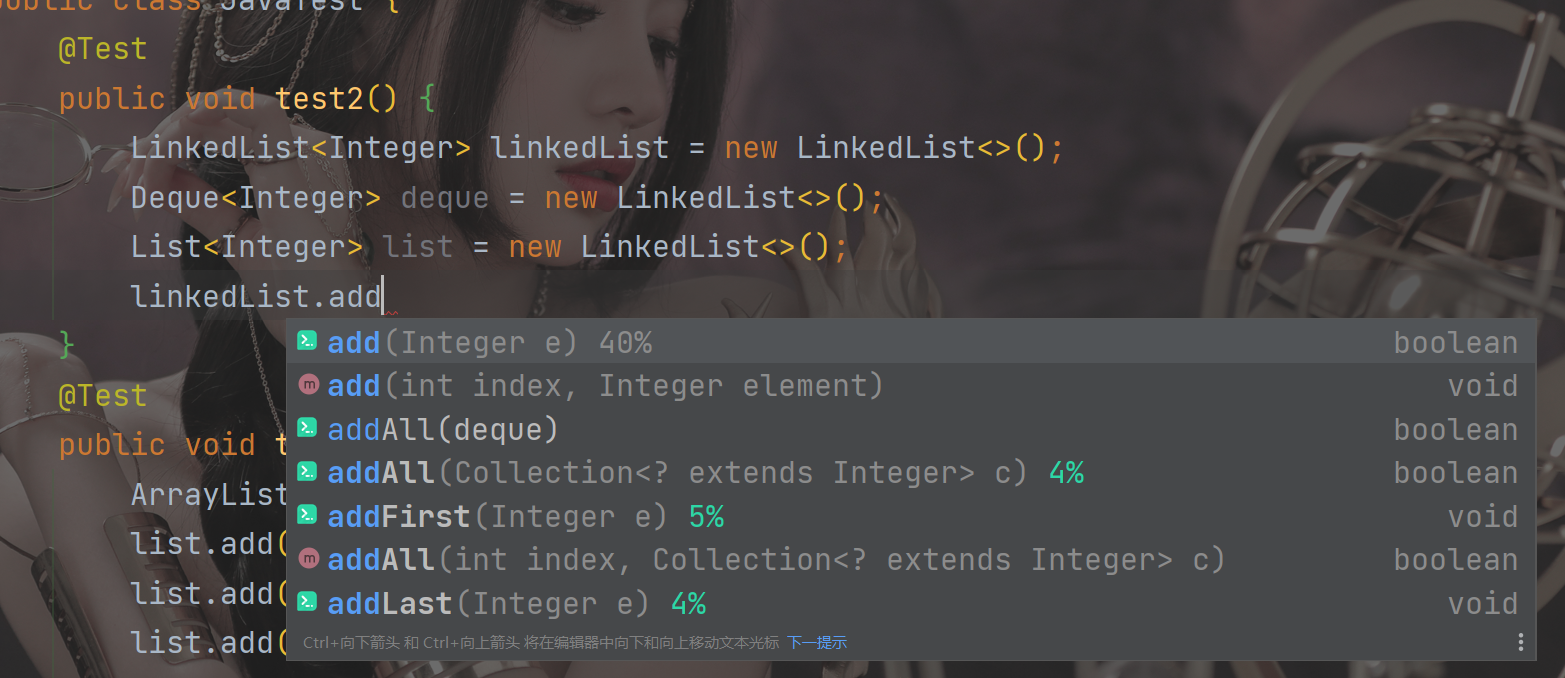 public class JavaTest {
@Test
public void test2() {
LinkedList<Integer> linkedList = new LinkedList<>();
Deque<Integer> deque = new LinkedList<>();
List<Integer> list = new LinkedList<>();
linkedList.add
add(Integer e) 40% boolean
add(int index, Integer element) void
addAll(deque) boolean
addAll(Collection<? extends Integer> c) 4% boolean
addFirst(Integer e) 5% void
addAll(int index, Collection<? extends Integer> c) boolean
addLast(Integer e) 4% void
Ctrl+向下箭头 和 Ctrl+向上箭头 将在编辑器中向下和向上移动文本光标 下一提示
}
@Test
public void t
ArrayList
list.add(
list.add(
list.add(